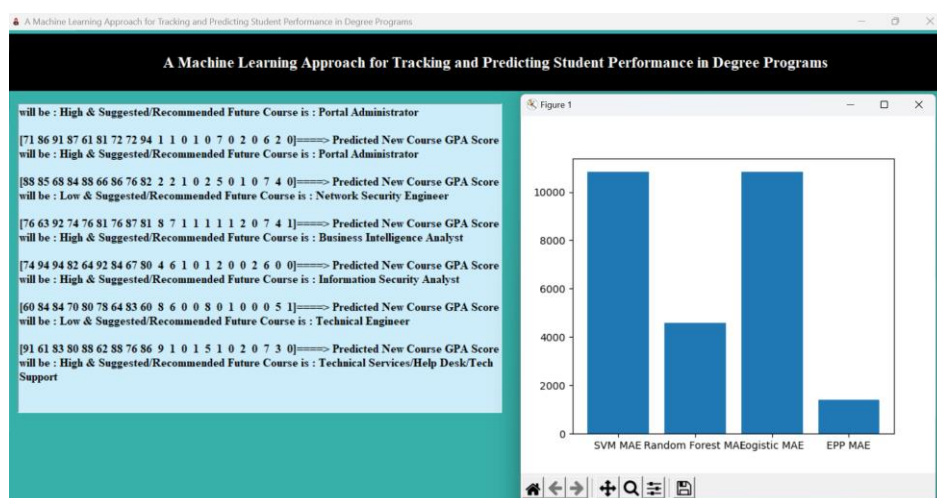 A Machine Learning Approach for Tracking and Predicting Student Performance in Degree Programs
A Machine Learning Approach for Tracking and Predicting Student Performance in Degree Programs
will be : High & Suggested/Recommended Future Course is : Portal Administrator
[71 86 91 87 61 81 72 72 94 1 1 0 1 0 7 0 2 0 6 2 0]====> Predicted New Course GPA Score
will be : High & Suggested/Recommended Future Course is : Portal Administrator
[88 85 68 84 88 66 86 76 82 2 2 1 0 2 5 0 1 0 7 4 0]====> Predicted New Course GPA Score
will be : Low & Suggested/Recommended Future Course is : Network Security Engineer
[76 63 92 74 76 81 76 87 81 8 7 1 1 1 1 1 2 0 7 4 1]====> Predicted New Course GPA Score
will be : High & Suggested/Recommended Future Course is : Business Intelligence Analyst
[74 94 94 82 64 92 84 67 80 4 6 1 0 1 2 0 0 2 6 0 0]====> Predicted New Course GPA Score
will be : High & Suggested/Recommended Future Course is : Information Security Analyst
[60 84 84 70 80 78 64 83 60 8 6 0 0 8 0 1 0 0 0 5 1]====> Predicted New Course GPA Score
will be : Low & Suggested/Recommended Future Course is : Technical Engineer
[91 61 83 80 88 62 88 76 86 9 1 0 1 5 1 0 2 0 7 3 0]====> Predicted New Course GPA Score
will be : High & Suggested/Recommended Future Course is : Technical Services/Help Desk/Tech
Support
Figure 1
10000
8000
6000
4000
2000
0
SVM MAE Random Forest MAE Logistic MAE EPP MAE